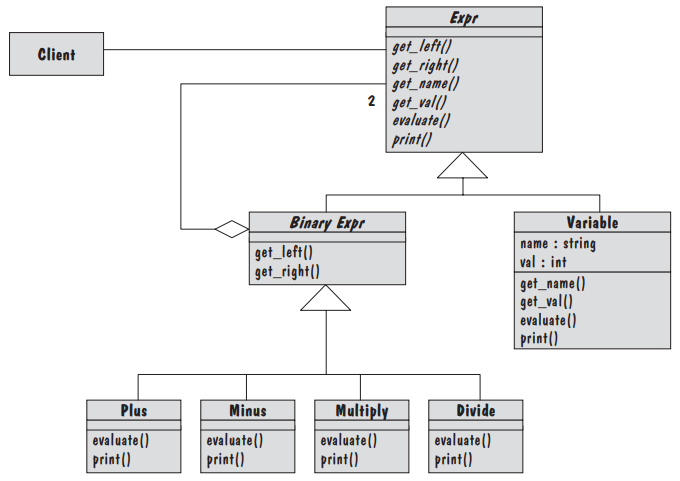 Client
Expr
get_left()
get_right()
get_name()
get_val()
evaluate()
print()
2
Binary Expr
get_left()
get_right()
Variable
name : string
val : int
get_name()
get_val()
evaluate()
print()
Plus
evaluate()
print()
Minus
evaluate()
print()
Multiply
evaluate()
print()
Divide
evaluate()
print()